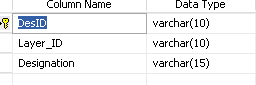 Column Name Data Type
DesID varchar(10)
Layer_ID varchar(10)
Designation varchar(15)